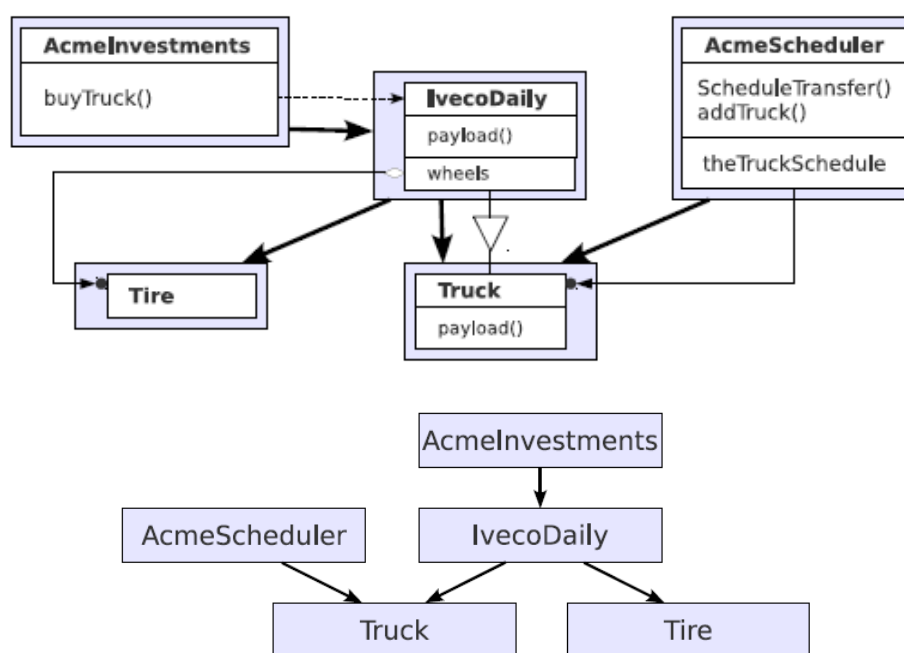 AcmeInvestments
buyTruck()
IvecoDaily
payload()
wheels
AcmeScheduler
ScheduleTransfer()
addTruck()
theTruckSchedule
Tire
Truck
payload()
AcmeInvestments
AcmeScheduler
IvecoDaily
Truck
Tire